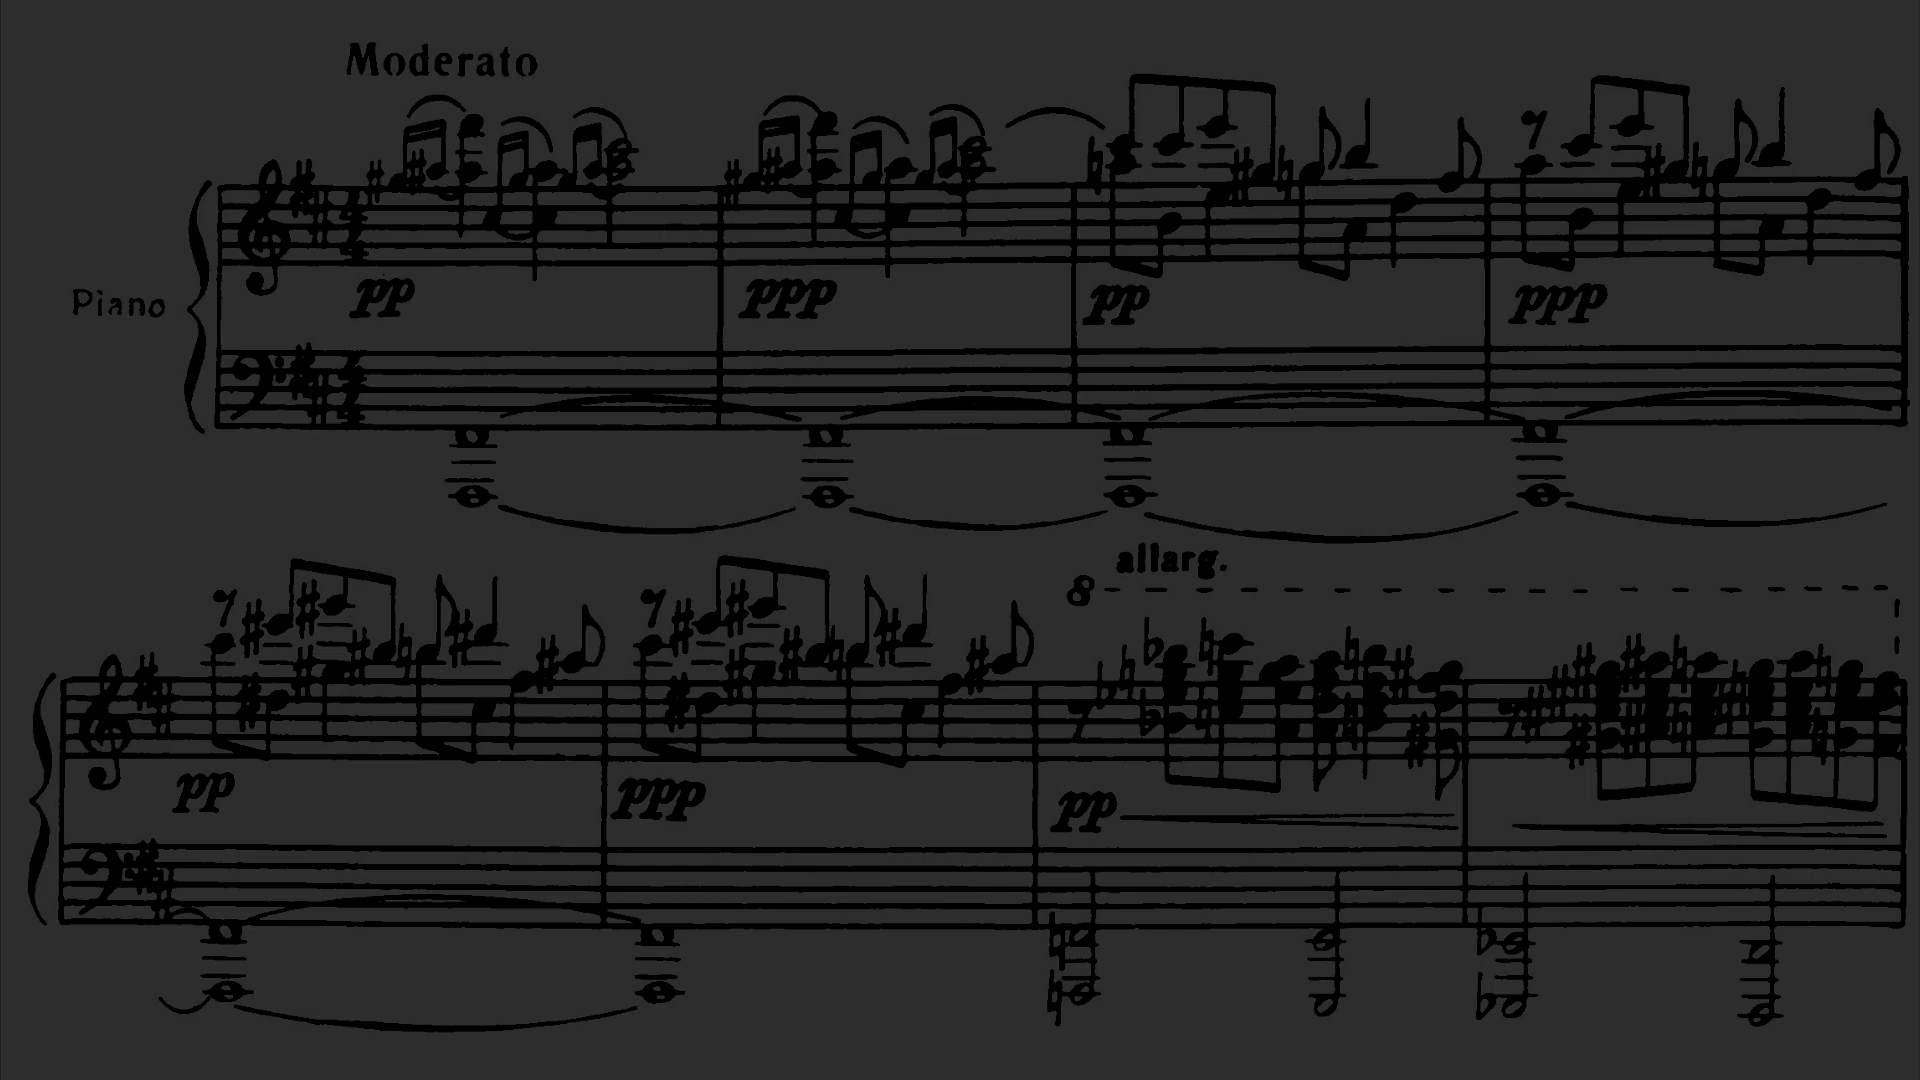 Moderato
Piano
pp ppp pp ppp
allarg.
8
pp ppp pp